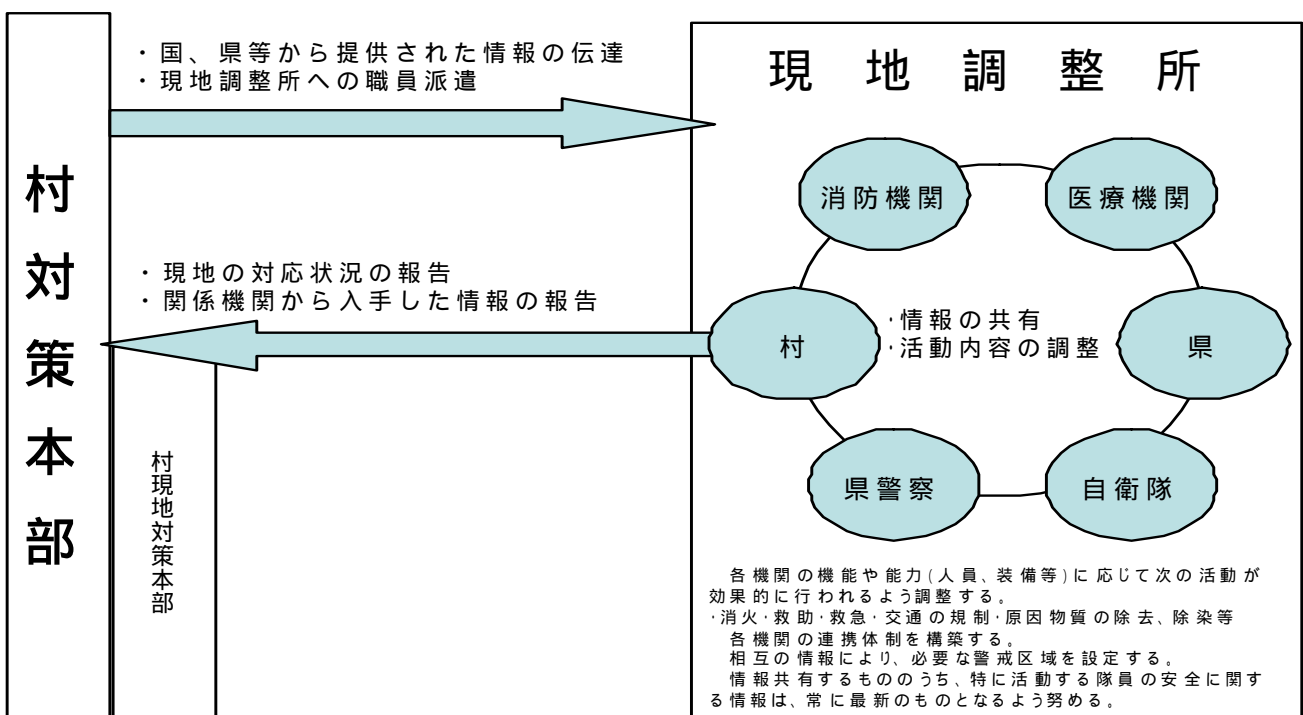 村対策本部
・国、県等から提供された情報の伝達
・現地調整所への職員派遣
・現地の対応状況の報告
・関係機関から入手した情報の報告
村現地対策本部
現地調整所
消防機関
医療機関
村
・情報の共有
・活動内容の調整
県
県警察
自衛隊
各機関の機能や能力(人員、装備等)に応じて次の活動が
効果的に行われるよう調整する。
・消火・救助・救急・交通の規制・原因物質の除去、除染等
各機関の連携体制を構築する。
相互の情報により、必要な警戒区域を設定する。
情報共有するもののうち、特に活動する隊員の安全に関す
る情報は、常に最新のものとなるよう努める。